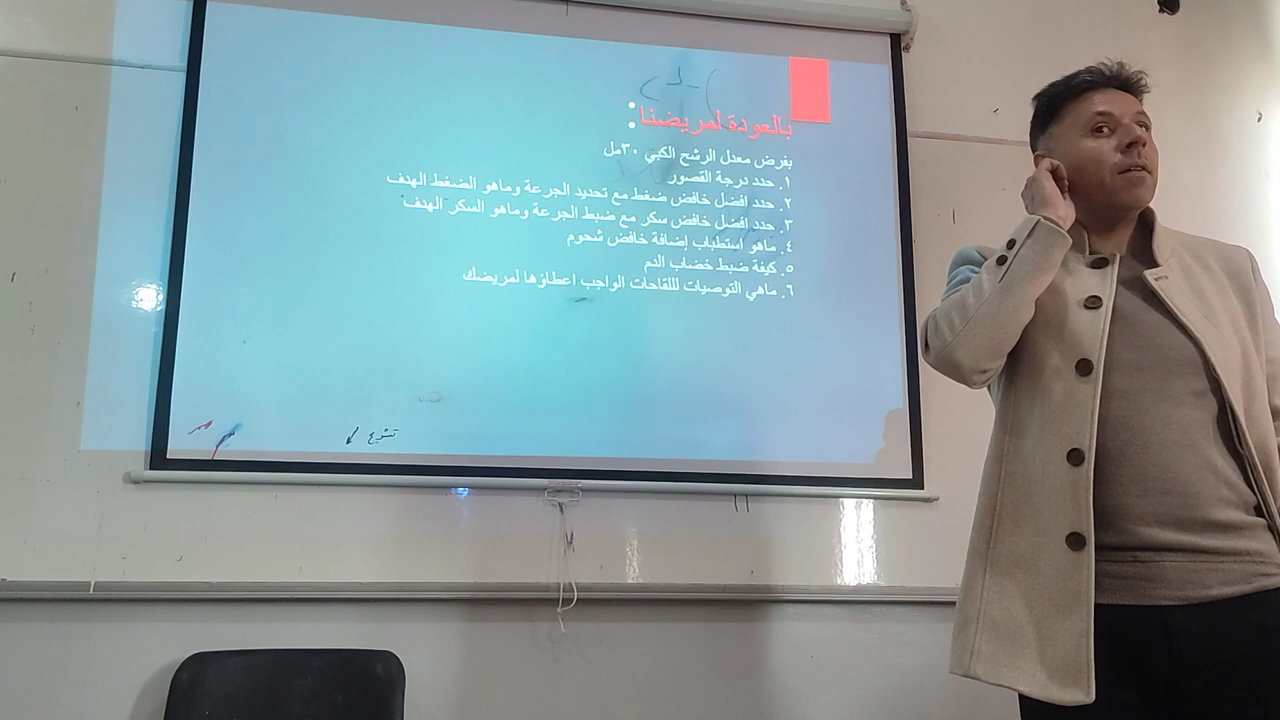 بالعودة لمريضنا:
بفرض معدل الرشح الكبي ٣٠مل
١. حدد درجة القصور
٢. حدد افضل خافض ضغط مع تحديد الجرعة وماهو الضغط الهدف
٣. حدد افضل خافض سكر مع ضبط الجرعة وماهو السكر الهدف
٤. ماهو استطباب إضافة خافض شحوم
٥. كيفة ضبط خضاب الدم
٦. ماهي التوصيات لللقاحات الواجب اعطاؤها لمريضك
تشريح